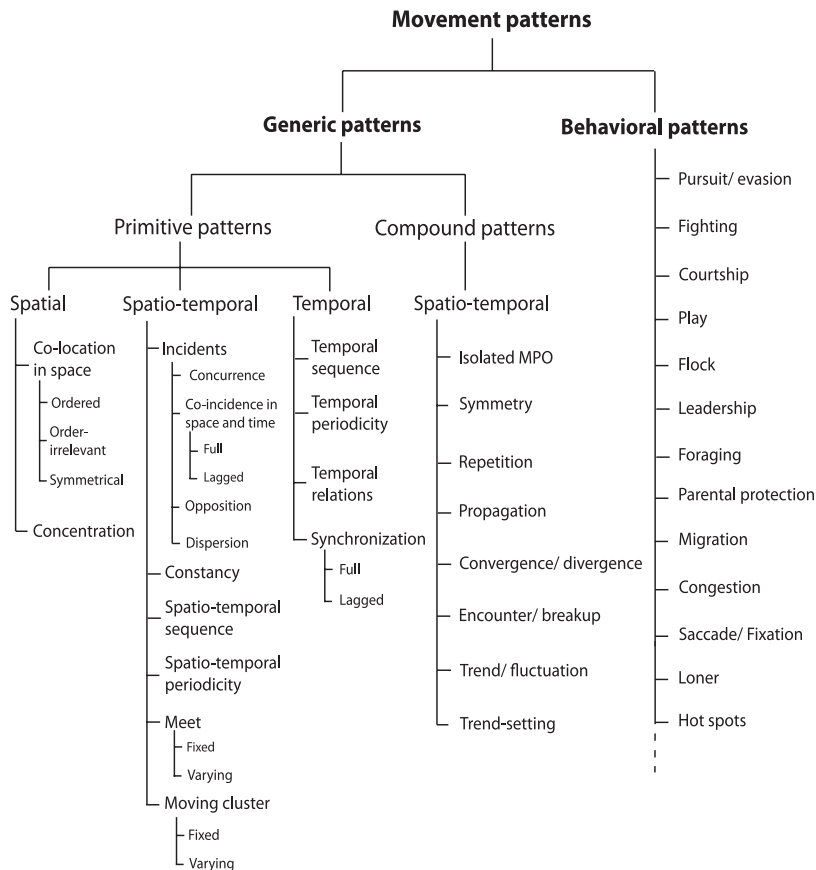 Movement patterns
Generic patterns
Behavioral patterns
Primitive patterns
Compound patterns
Spatial
Spatio-temporal
Temporal
Spatio-temporal
Co-location
in space
Ordered
Order-
irrelevant
Symmetrical
Concentration
Incidents
Concurrence
Co-incidence in
space and time
Full
Lagged
Opposition
Dispersion
Constancy
Spatio-temporal
sequence
Spatio-temporal
periodicity
Meet
Fixed
Varying
Moving cluster
Fixed
Varying
Temporal
sequence
Temporal
periodicity
Temporal
relations
Synchronization
Full
Lagged
Isolated MPO
Symmetry
Repetition
Propagation
Convergence/ divergence
Encounter/ breakup
Trend/ fluctuation
Trend-setting
Pursuit/ evasion
Fighting
Courtship
Play
Flock
Leadership
Foraging
Parental protection
Migration
Congestion
Saccade/ Fixation
Loner
Hot spots